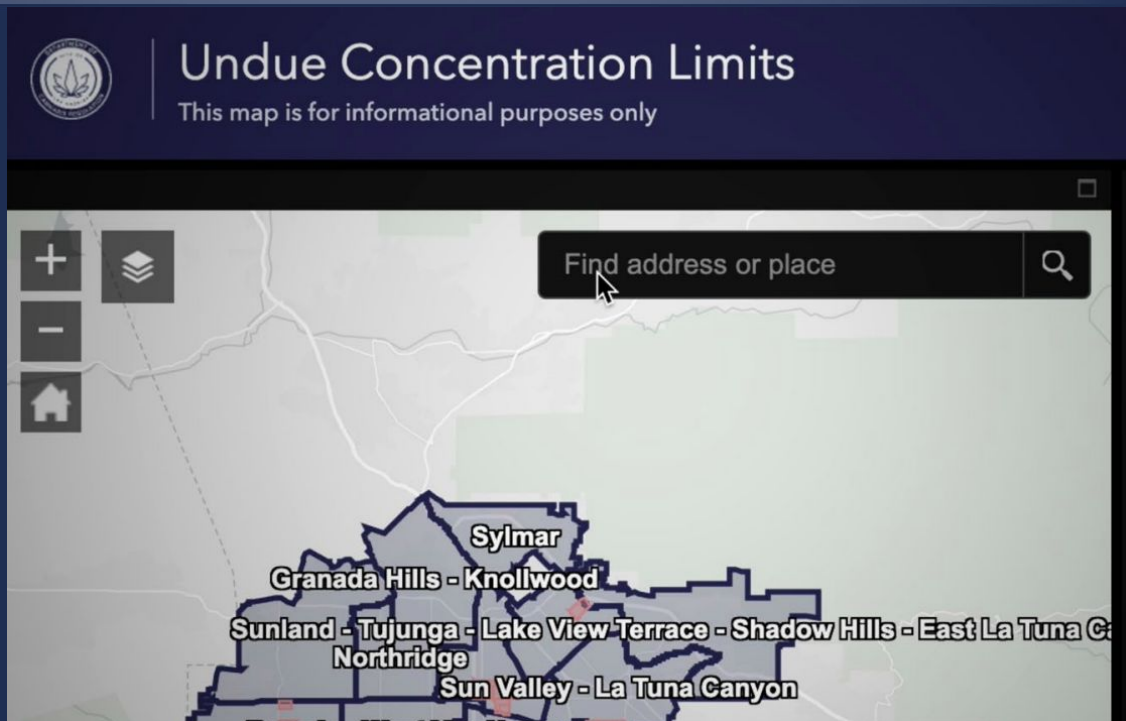 Undue Concentration Limits
This map is for informational purposes only
Find address or place
Sylmar
Granada Hills - Knollwood
Sunland - Tujunga - Lake View Terrace - Shadow Hills - East La Tuna
Northridge
Sun Valley - La Tuna Canyon